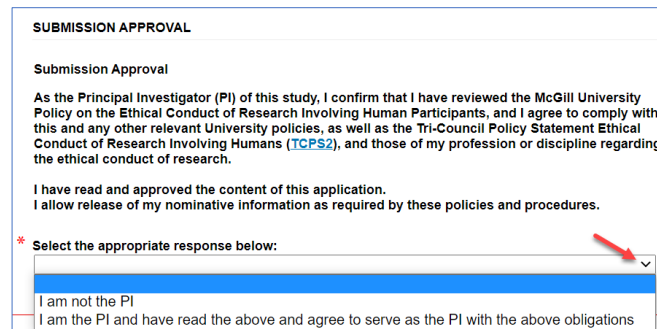 SUBMISSION APPROVAL
Submission Approval
As the Principal Investigator (PI) of this study, I confirm that I have reviewed the McGill University
Policy on the Ethical Conduct of Research Involving Human Participants, and I agree to comply with
this and any other relevant University policies, as well as the Tri-Council Policy Statement Ethical
Conduct of Research Involving Humans (TCPS2), and those of my profession or discipline regarding
the ethical conduct of research.
I have read and approved the content of this application.
I allow release of my nominative information as required by these policies and procedures.
* Select the appropriate response below:
I am not the PI
I am the PI and have read the above and agree to serve as the PI with the above obligations